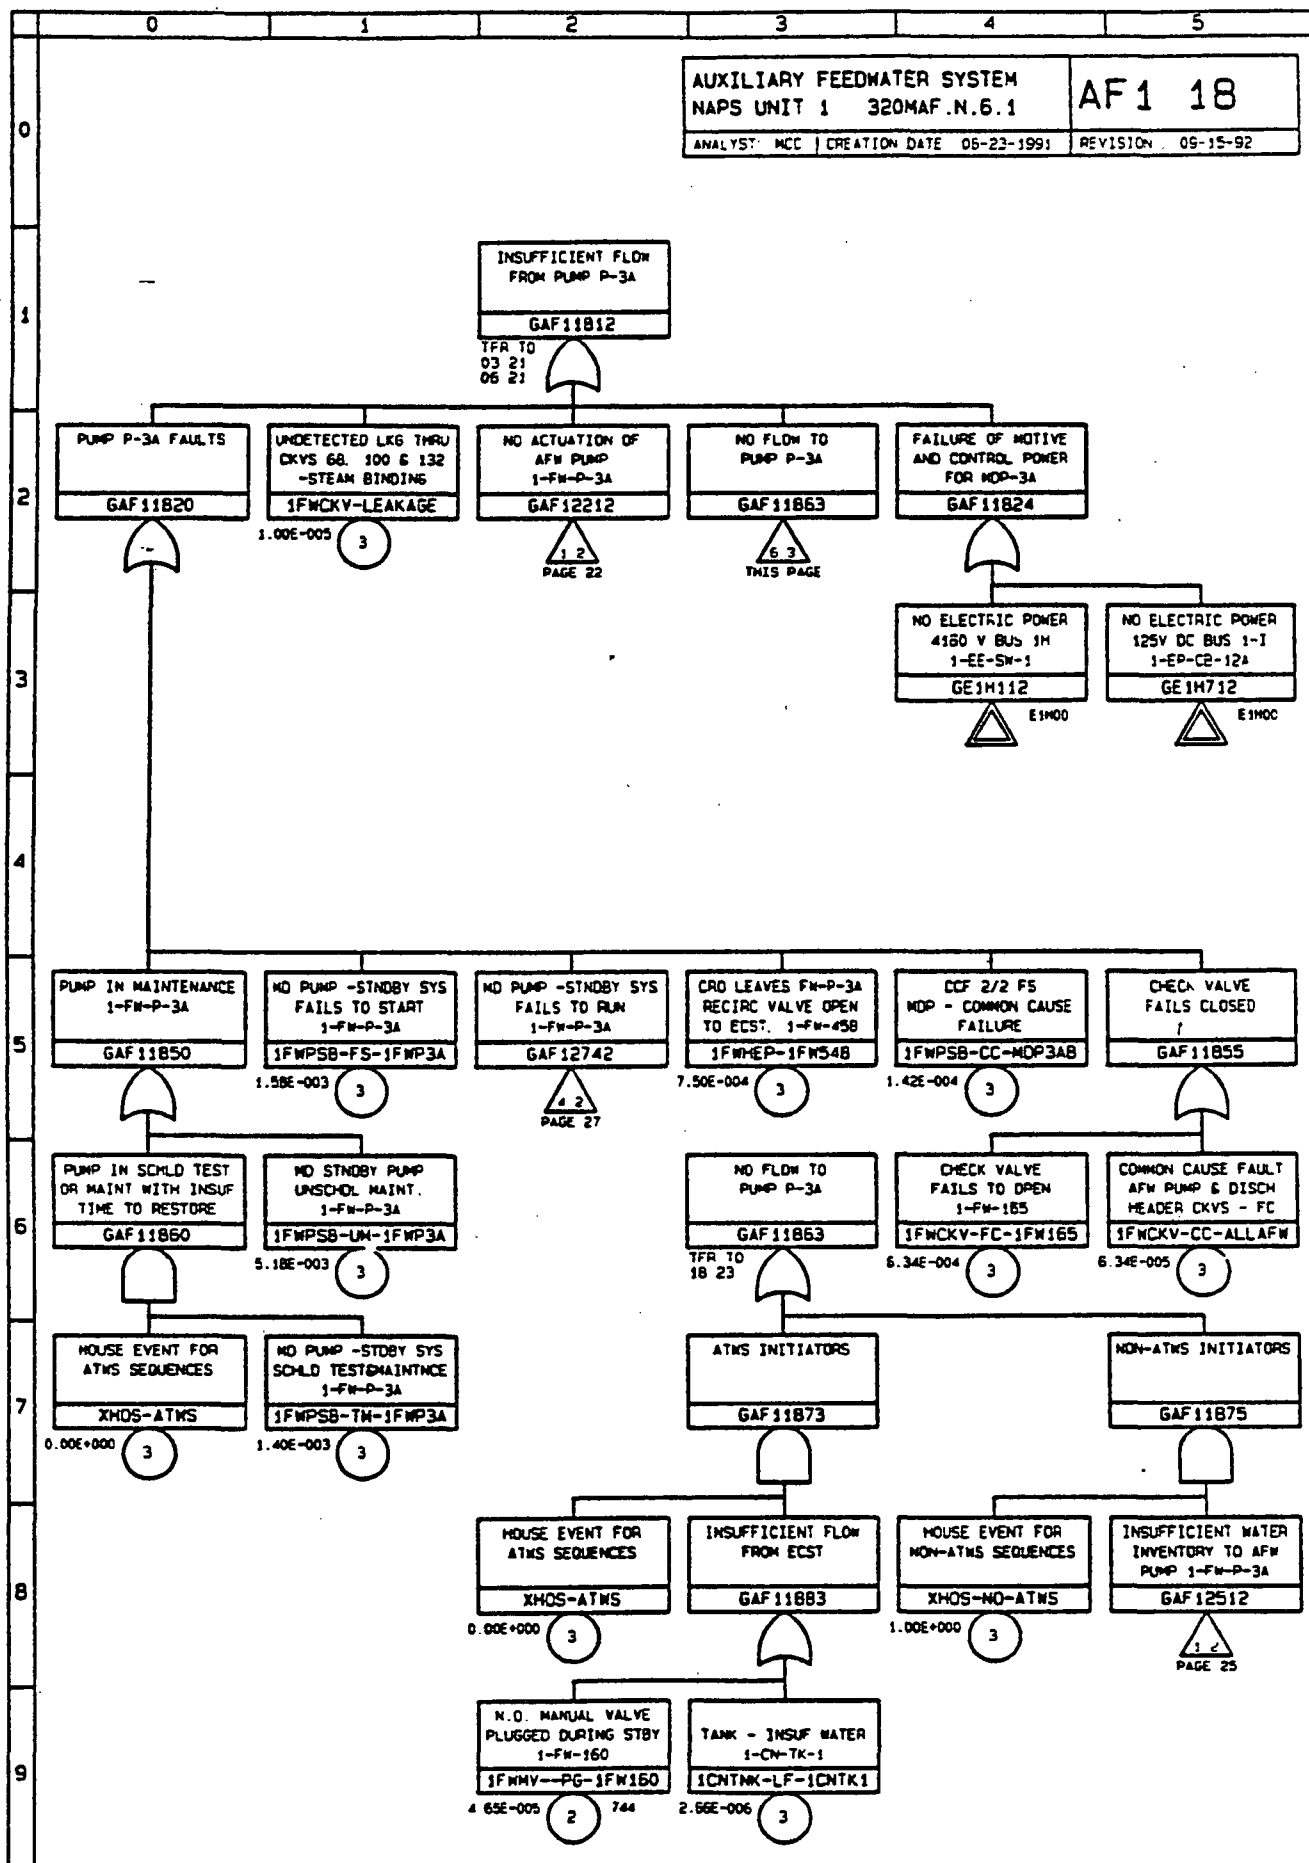 0 1 2 3 4 5
AUXILIARY FEEDWATER SYSTEM
NAPS UNIT 1 320MAF.N.6.1
AF1 18
ANALYST: MCC CREATION DATE 06-23-1991 REVISION 09-15-92
0
INSUFFICIENT FLOW
FROM PUMP P-3A
GAF11812
TFR TO
03 21
06 21
1
PUMP P-3A FAULTS
GAF11820
UNDETECTED LKG THRU
CKVS 68, 100 & 132
-STEAM BINDING
1FWCKV-LEAKAGE
1.00E-005
3
NO ACTUATION OF
AFW PUMP
1-FW-P-3A
GAF12212
1 2
PAGE 22
NO FLOW TO
PUMP P-3A
GAF11863
6 3
THIS PAGE
FAILURE OF MOTIVE
AND CONTROL POWER
FOR MDP-3A
GAF11824
2
NO ELECTRIC POWER
4160 V BUS 1H
1-EE-SW-1
GE1H112
E1HOD
NO ELECTRIC POWER
125V DC BUS 1-I
1-EP-CB-12A
GE1H712
E1HOC
3
4
PUMP IN MAINTENANCE
1-FW-P-3A
GAF11850
MD PUMP -STNDBY SYS
FAILS TO START
1-FW-P-3A
1FWPSB-FS-1FWP3A
1.58E-003
3
MD PUMP -STNDBY SYS
FAILS TO RUN
1-FW-P-3A
GAF12742
4 2
PAGE 27
CRO LEAVES FW-P-3A
RECIRC VALVE OPEN
TO ECST. 1-FW-458
1FWHEP-1FW548
7.50E-004
3
CCF 2/2 FS
MDP - COMMON CAUSE
FAILURE
1FWPSB-CC-MDP3AB
1.42E-004
3
CHECK VALVE
FAILS CLOSED
GAF11855
5
PUMP IN SCHLD TEST
OR MAINT WITH INSUF
TIME TO RESTORE
GAF11860
MD STNDBY PUMP
UNSCHDL MAINT.
1-FW-P-3A
1FWPSB-UM-1FWP3A
5.18E-003
3
NO FLOW TO
PUMP P-3A
GAF11863
TFR TO
18 23
CHECK VALVE
FAILS TO OPEN
1-FW-165
1FWCKV-FC-1FW165
6.34E-004
3
COMMON CAUSE FAULT
AFW PUMP & DISCH
HEADER CKVS - FC
1FWCKV-CC-ALLAFW
6.34E-005
3
6
HOUSE EVENT FOR
ATWS SEQUENCES
XHOS-ATWS
0.00E+000
3
MD PUMP -STDBY SYS
SCHLD TEST&MAINTNCE
1-FW-P-3A
1FWPSB-TM-1FWP3A
1.40E-003
3
ATWS INITIATORS
GAF11873
NON-ATWS INITIATORS
GAF11875
7
HOUSE EVENT FOR
ATWS SEQUENCES
XHOS-ATWS
0.00E+000
3
INSUFFICIENT FLOW
FROM ECST
GAF11883
HOUSE EVENT FOR
NON-ATWS SEQUENCES
XHOS-NO-ATWS
1.00E+000
3
INSUFFICIENT WATER
INVENTORY TO AFW
PUMP 1-FW-P-3A
GAF12512
1 2
PAGE 25
8
N.O. MANUAL VALVE
PLUGGED DURING STBY
1-FW-160
1FWMV--PG-1FW160
4.65E-005
2
744
TANK - INSUF WATER
1-CN-TK-1
1CNTNK-LF-1CNTK1
2.66E-006
3
9